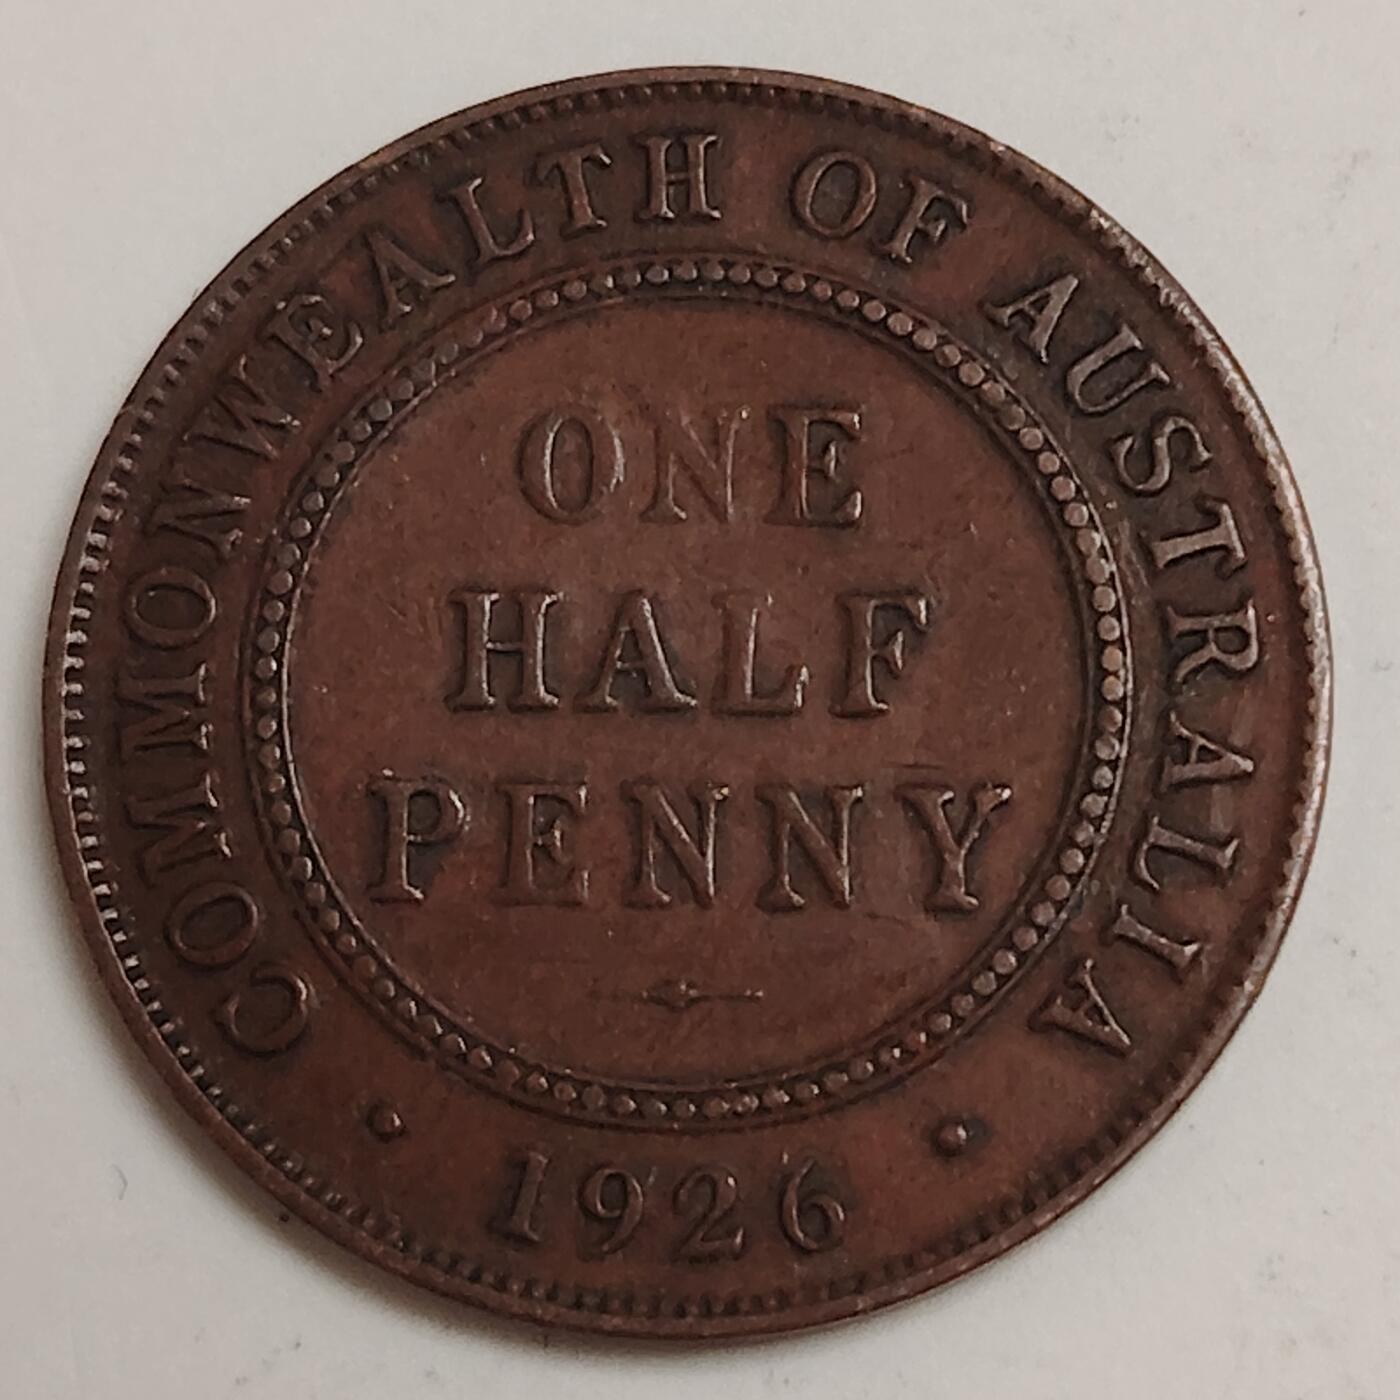 COMMONWEALTH OF AUSTRALIA
ONE
HALF
PENNY
1926